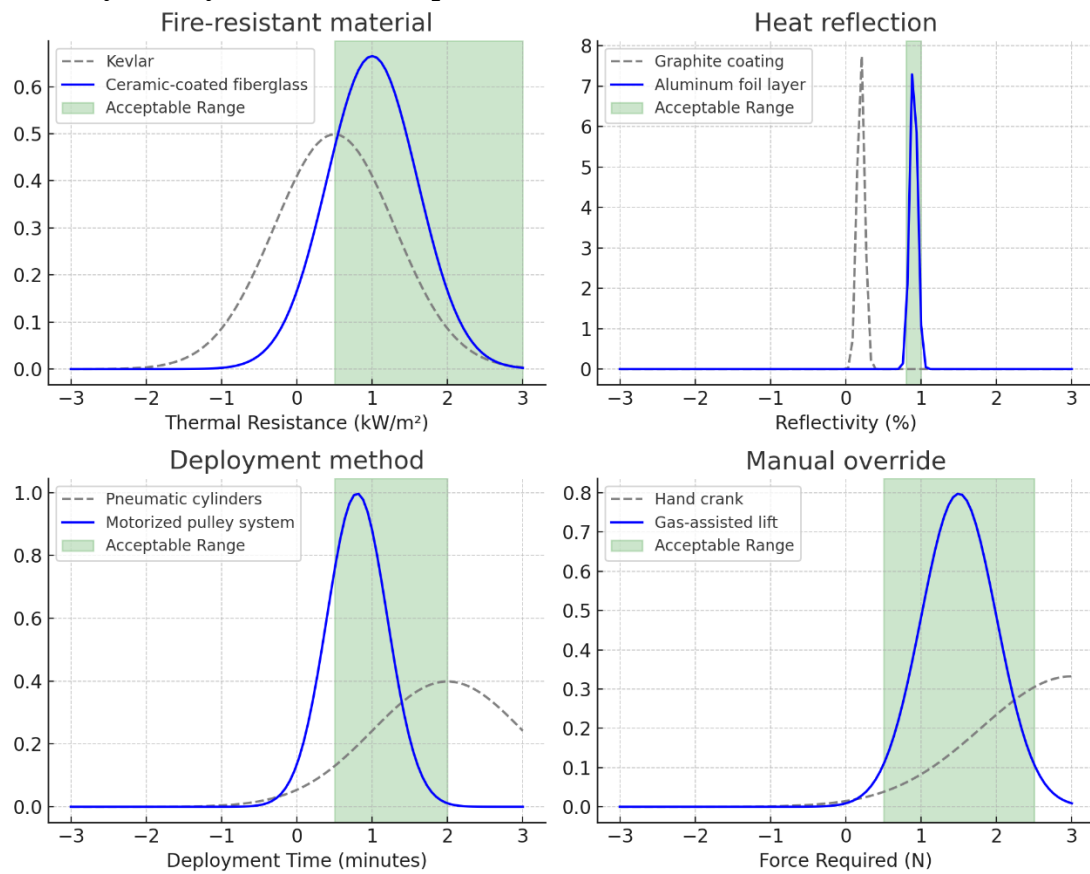 Fire-resistant material
Kevlar
Ceramic-coated fiberglass
Acceptable Range
0.6
0.5
0.4
0.3
0.2
0.1
0.0
−3 −2 −1 0 1 2 3
Thermal Resistance (kW/m²)
Heat reflection
Graphite coating
Aluminum foil layer
Acceptable Range
8
7
6
5
4
3
2
1
0
−3 −2 −1 0 1 2 3
Reflectivity (%)
Deployment method
Pneumatic cylinders
Motorized pulley system
Acceptable Range
1.0
0.8
0.6
0.4
0.2
0.0
−3 −2 −1 0 1 2 3
Deployment Time (minutes)
Manual override
Hand crank
Gas-assisted lift
Acceptable Range
0.8
0.7
0.6
0.5
0.4
0.3
0.2
0.1
0.0
−3 −2 −1 0 1 2 3
Force Required (N)